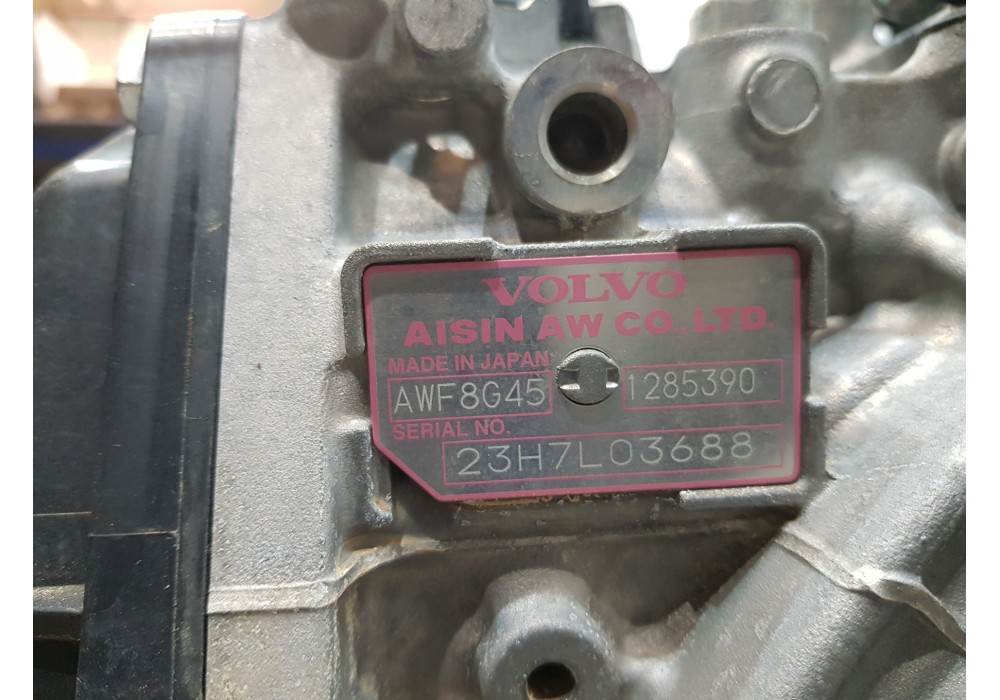 VOLVO
AISIN AW CO.,LTD.
MADE IN JAPAN
AWF8G45 1285390
SERIAL NO.
23H7L03688